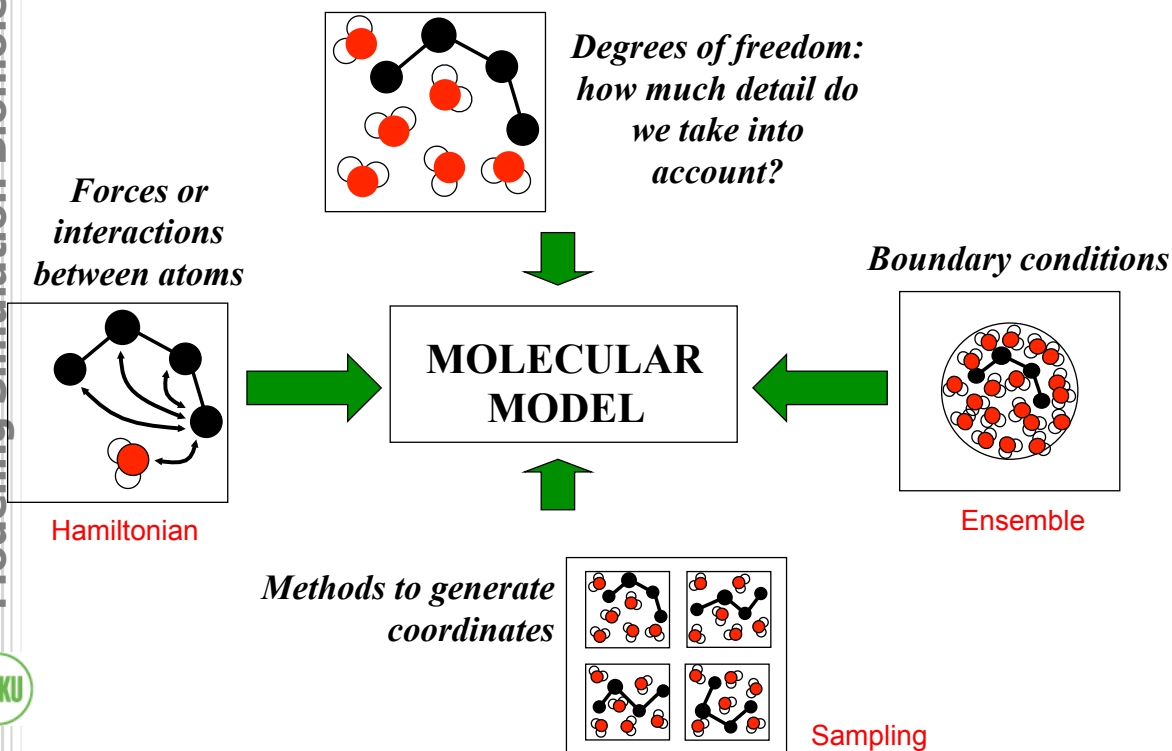 Degrees of freedom:
how much detail do
we take into
account?
Forces or
interactions
between atoms
Boundary conditions
MOLECULAR
MODEL
Hamiltonian
Ensemble
Methods to generate
coordinates
Sampling
KU